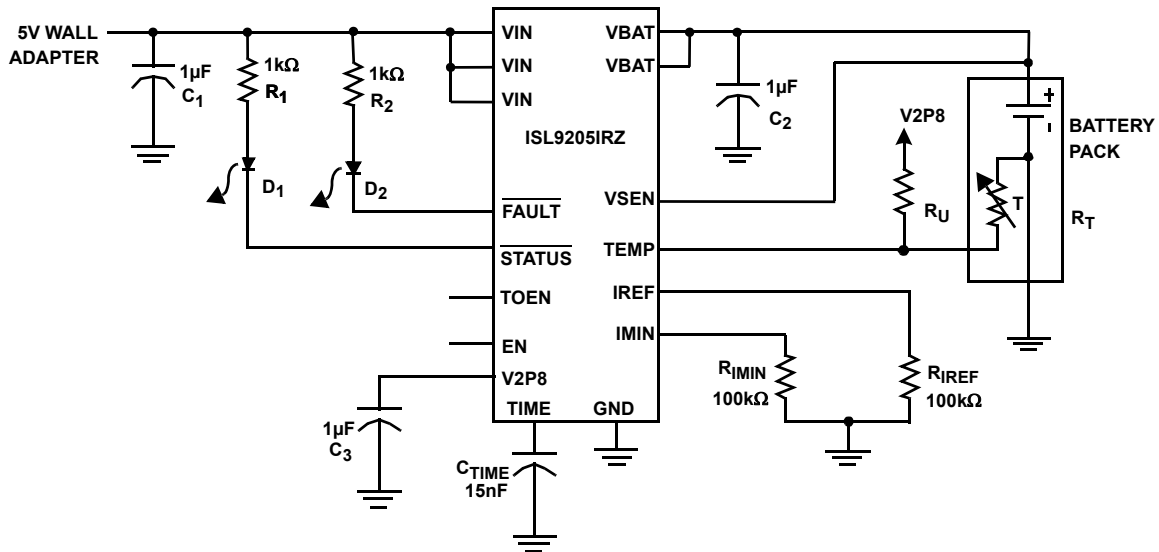 5V WALL
ADAPTER
1µF
C1
1kΩ
R1
1kΩ
R2
D1
D2
VIN
VIN
VIN
VBAT
VBAT
ISL9205IRZ
FAULT
STATUS
TOEN
EN
V2P8
TIME
GND
VSEN
TEMP
IREF
IMIN
1µF
C2
V2P8
RU
+
-
T
RT
BATTERY
PACK
RIMIN
100kΩ
RIREF
100kΩ
1µF
C3
CTIME
15nF